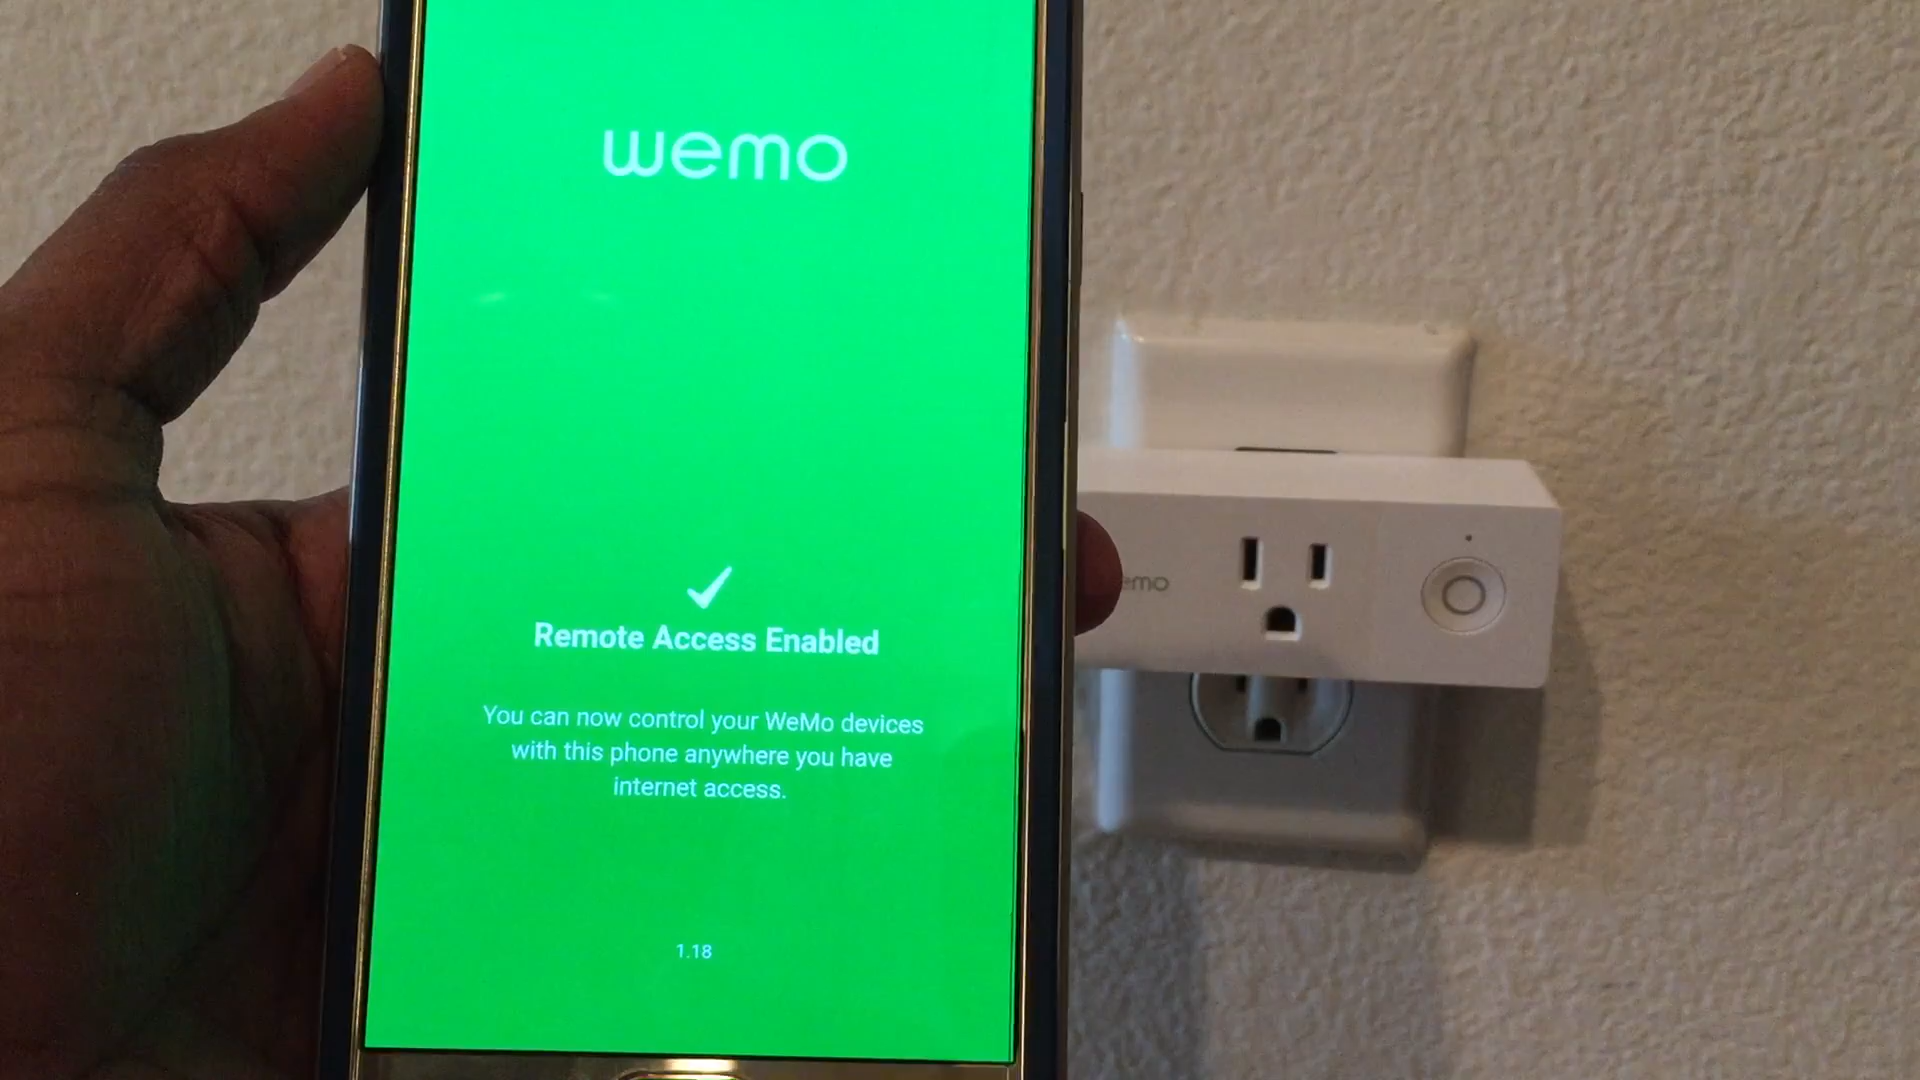 wemo
Remote Access Enabled
You can now control your WeMo devices
with this phone anywhere you have
internet access.
1.18
emo